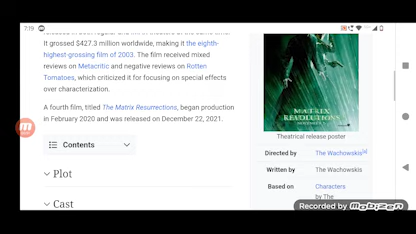 7:19
It grossed $427.3 million worldwide, making it the eighth-
highest-grossing film of 2003. The film received mixed
reviews on Metacritic and negative reviews on Rotten
Tomatoes, which criticized it for focusing on special effects
over characterization.
A fourth film, titled The Matrix Resurrections, began production
in February 2020 and was released on December 22, 2021.
Contents
Plot
Cast
MATRIX
REVOLUTIONS
Theatrical release poster
Directed by The Wachowskis[a]
Written by The Wachowskis
Based on Characters
by The
Recorded by Mobizen